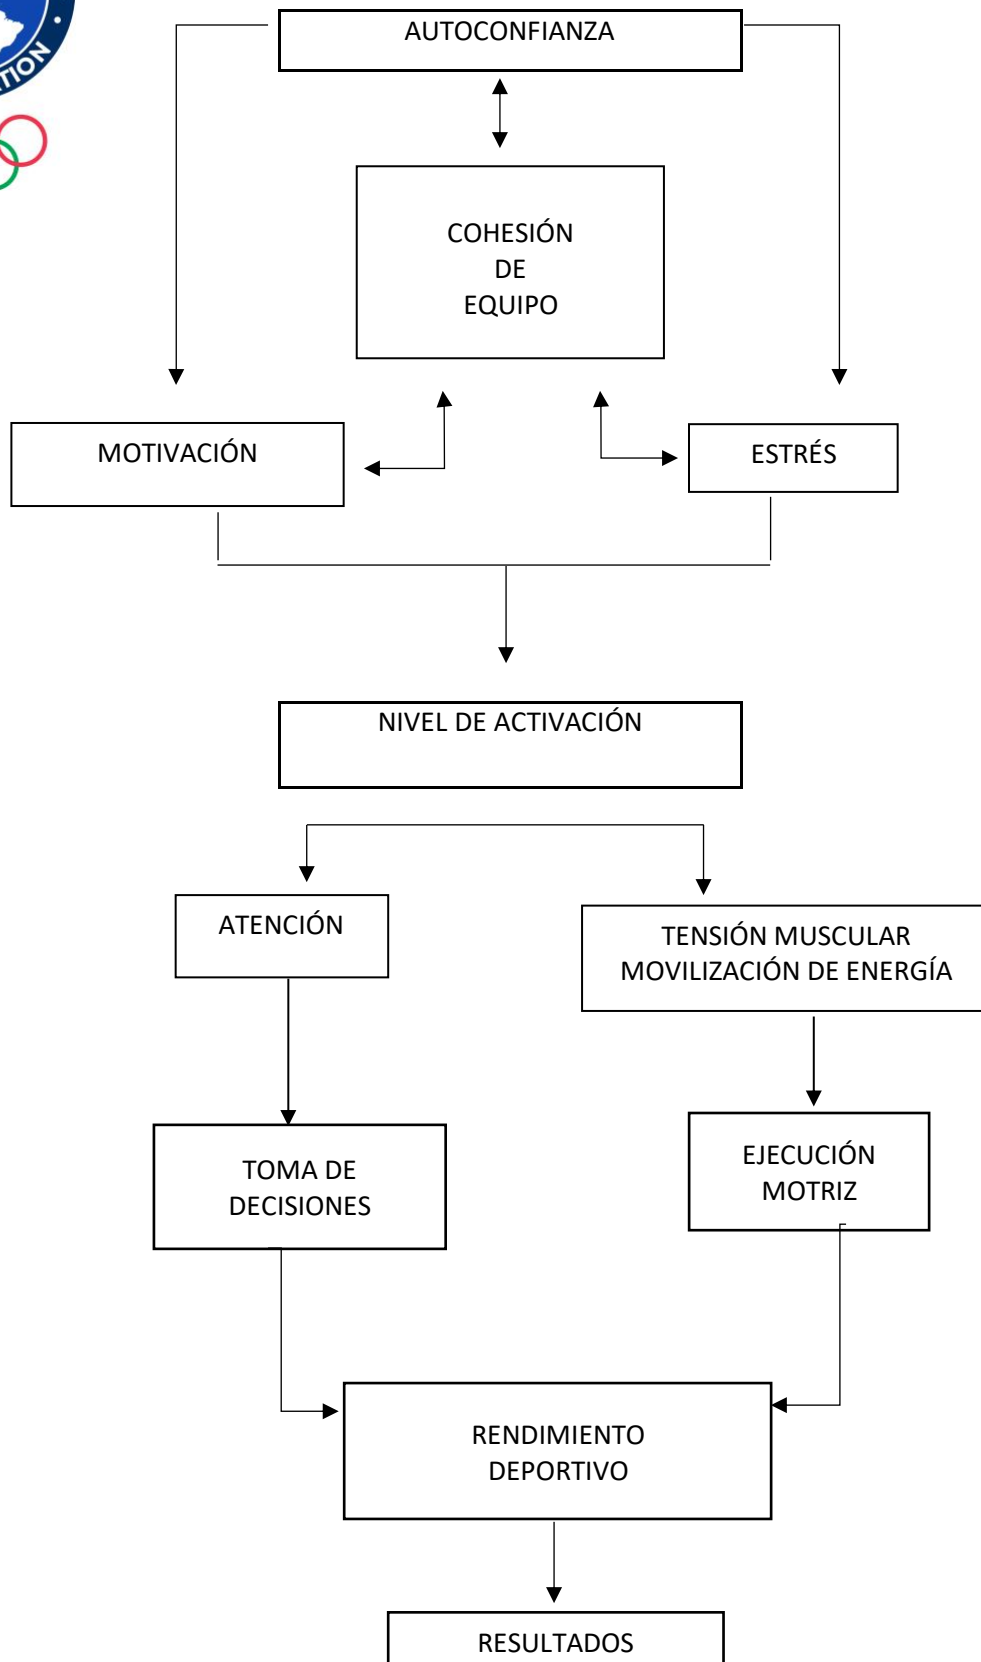 TION
AUTOCONFIANZA
COHESIÓN
DE
EQUIPO
MOTIVACIÓN
ESTRÉS
NIVEL DE ACTIVACIÓN
ATENCIÓN
TENSIÓN MUSCULAR
MOVILIZACIÓN DE ENERGÍA
TOMA DE
DECISIONES
EJECUCIÓN
MOTRIZ
RENDIMIENTO
DEPORTIVO
RESULTADOS